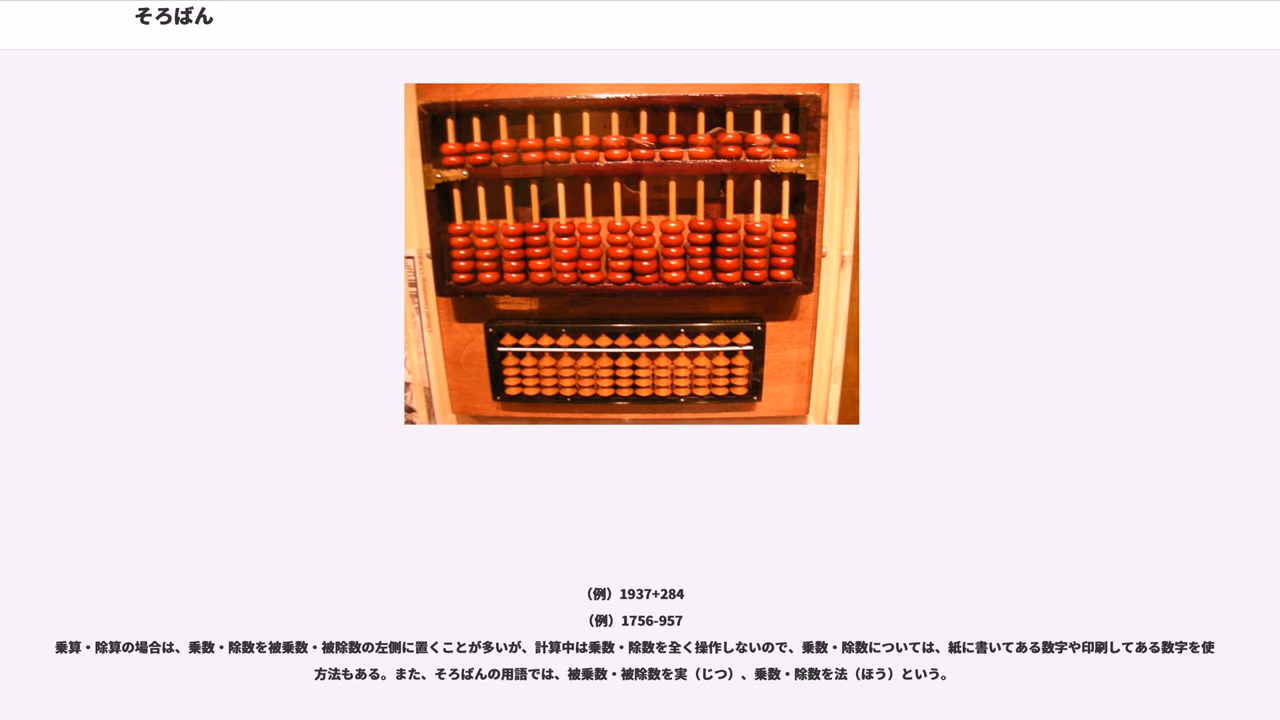 そろばん
（例）1937+284
（例）1756-957
乗算・除算の場合は、乗数・除数を被乗数・被除数の左側に置くことが多いが、計算中は乗数・除数を全く操作しないので、乗数・除数については、紙に書いてある数字や印刷してある数字を使
方法もある。また、そろばんの用語では、被乗数・被除数を実（じつ）、乗数・除数を法（ほう）という。